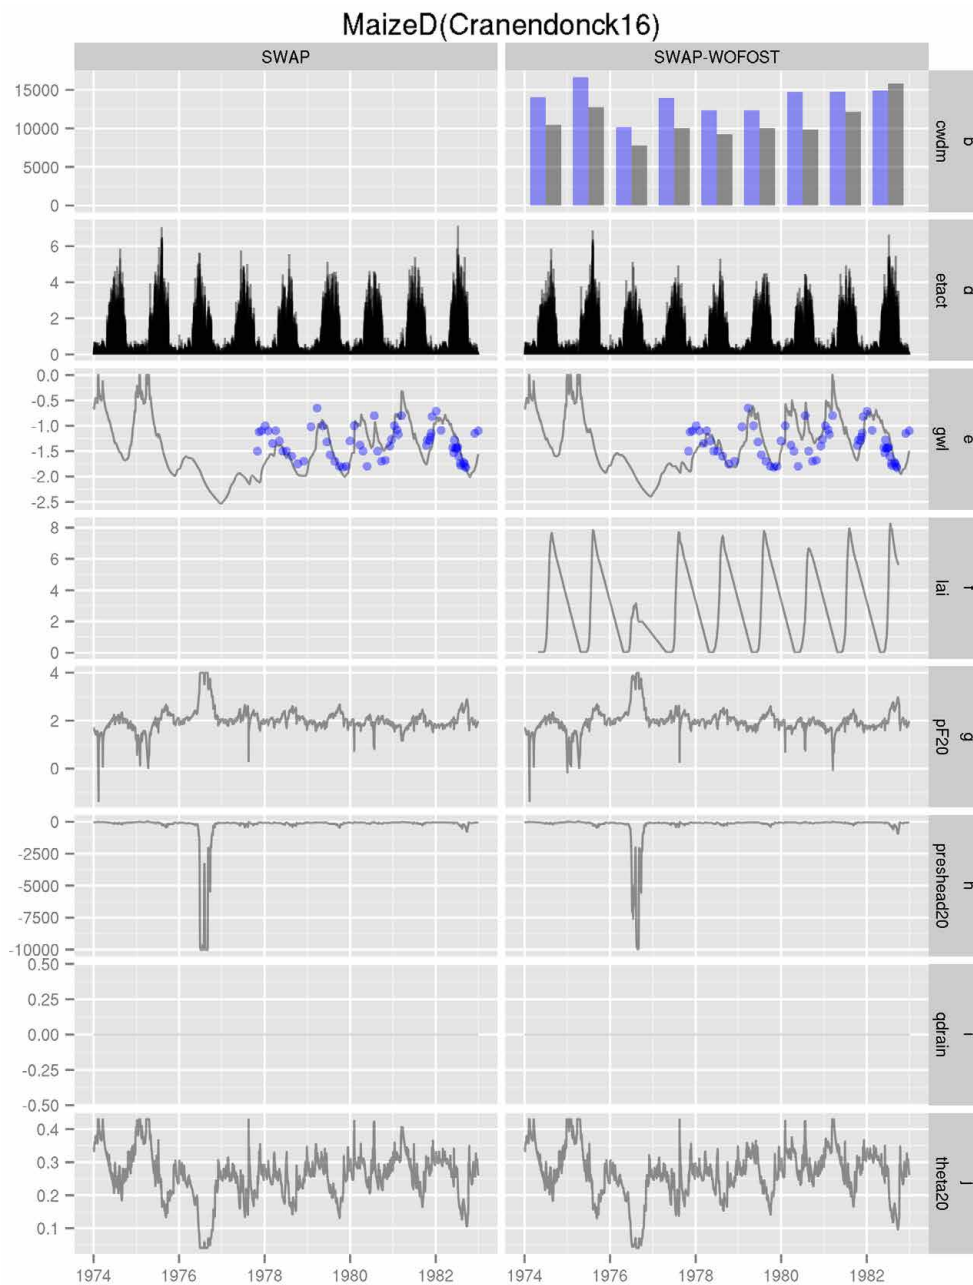 MaizeD(Cranendonck16)
SWAP SWAP-WOFOST
15000
10000
5000
0
b
cwdm
6
4
2
0
d
etact
0.0
-0.5
-1.0
-1.5
-2.0
-2.5
e
gwl
8
6
4
2
0
f
lai
4
2
0
g
pF20
0
-2500
-5000
-7500
-10000
h
preshead20
0.50
0.25
0.00
-0.25
-0.50
i
qdrain
0.4
0.3
0.2
0.1
j
theta20
1974 1976 1978 1980 1982 1974 1976 1978 1980 1982